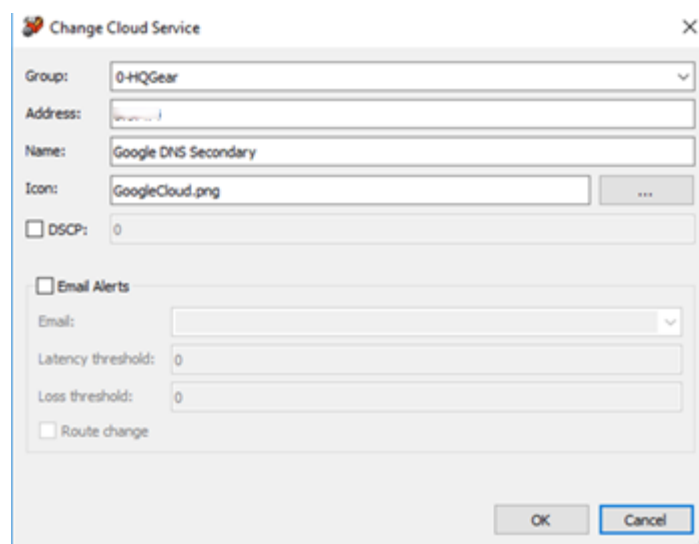 Change Cloud Service
Group: 0-HQGear
Address:
Name: Google DNS Secondary
Icon: GoogleCloud.png ...
DSCP: 0
Email Alerts
Email:
Latency threshold: 0
Loss threshold: 0
Route change
OK Cancel